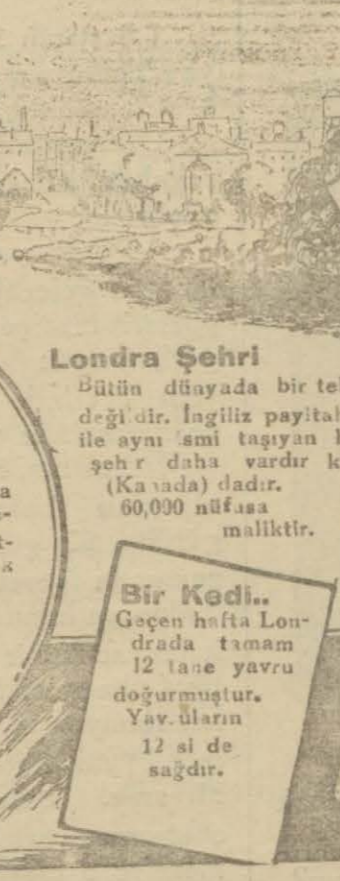 Londra Şehri
Bütün dünyada bir te
değildir. İngiliz payitah
ile aynı ismi taşıyan
şehir daha vardır k
(Kanada) dadır.
60,000 nüfusa
maliktir.
Bir Kedi..
Geçen hafta Lon-
drada tamam
12 tane yavru
doğurmuştur.
Yavruların
12 si de
sağdır.